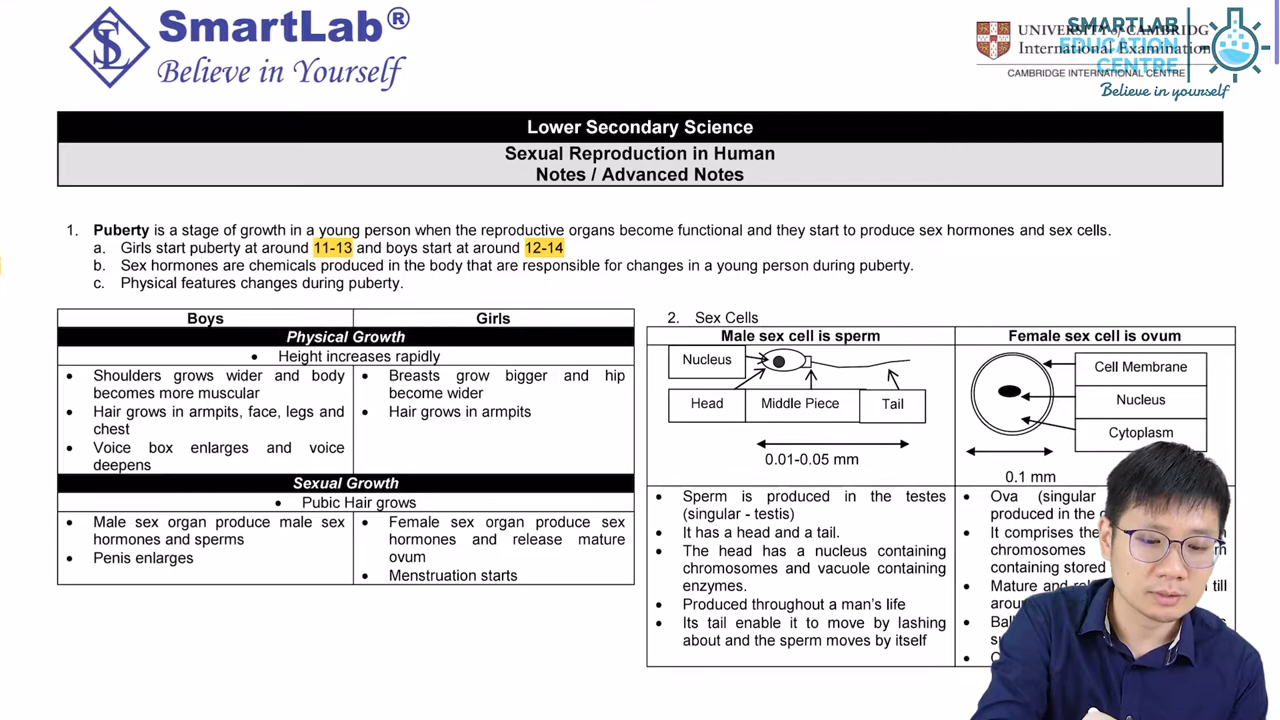 SmartLab®
Believe in Yourself
UNIVERSITY of CAMBRIDG
International Examination
CAMBRIDGE INTERNATIONAL CENTRE
SMARTLAB
EDUCATION
CENTRE
Believe in yourself
Lower Secondary Science
Sexual Reproduction in Human
Notes / Advanced Notes
1. Puberty is a stage of growth in a young person when the reproductive organs become functional and they start to produce sex hormones and sex cells.
a. Girls start puberty at around 11-13 and boys start at around 12-14
b. Sex hormones are chemicals produced in the body that are responsible for changes in a young person during puberty.
c. Physical features changes during puberty.
Boys
Girls
Physical Growth
• Height increases rapidly
• Shoulders grows wider and body
becomes more muscular
• Hair grows in armpits, face, legs and
chest
• Voice box enlarges and voice
deepens
• Breasts grow bigger and hip
become wider
• Hair grows in armpits
Sexual Growth
• Pubic Hair grows
• Male sex organ produce male sex
hormones and sperms
• Penis enlarges
• Female sex organ produce sex
hormones and release mature
ovum
• Menstruation starts
2. Sex Cells
Male sex cell is sperm
Nucleus
Head
Middle Piece
Tail
0.01-0.05 mm
• Sperm is produced in the testes
(singular - testis)
• It has a head and a tail.
• The head has a nucleus containing
chromosomes and vacuole containing
enzymes.
• Produced throughout a man's life
• Its tail enable it to move by lashing
about and the sperm moves by itself
Female sex cell is ovum
Cell Membrane
Nucleus
Cytoplasm
0.1 mm
• Ova (singular
produced in the
• It comprises the
chromosomes
containing stored
• Mature and till
•
•